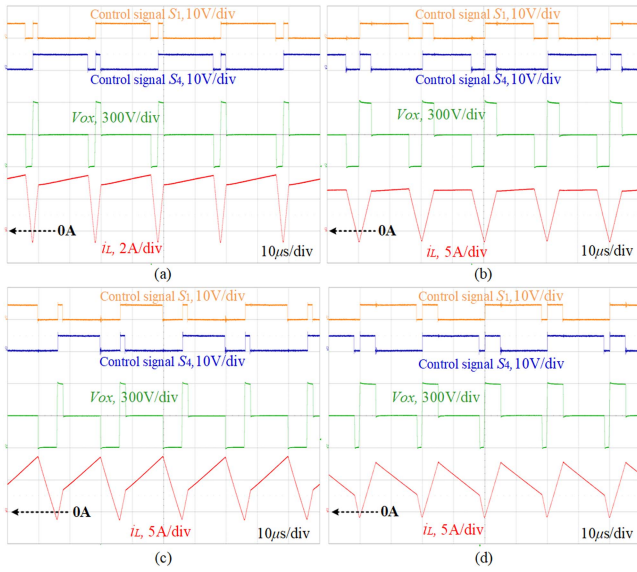 Control signal S1, 10V/div
Control signal S4, 10V/div
Vox, 300V/div
0A
iL, 2A/div
10μs/div
(a)
Control signal S1, 10V/div
Control signal S4, 10V/div
Vox, 300V/div
0A
iL, 5A/div
10μs/div
(b)
Control signal S1, 10V/div
Control signal S4, 10V/div
Vox, 300V/div
0A
iL, 5A/div
10μs/div
(c)
Control signal S1, 10V/div
Control signal S4, 10V/div
Vox, 300V/div
0A
iL, 5A/div
10μs/div
(d)